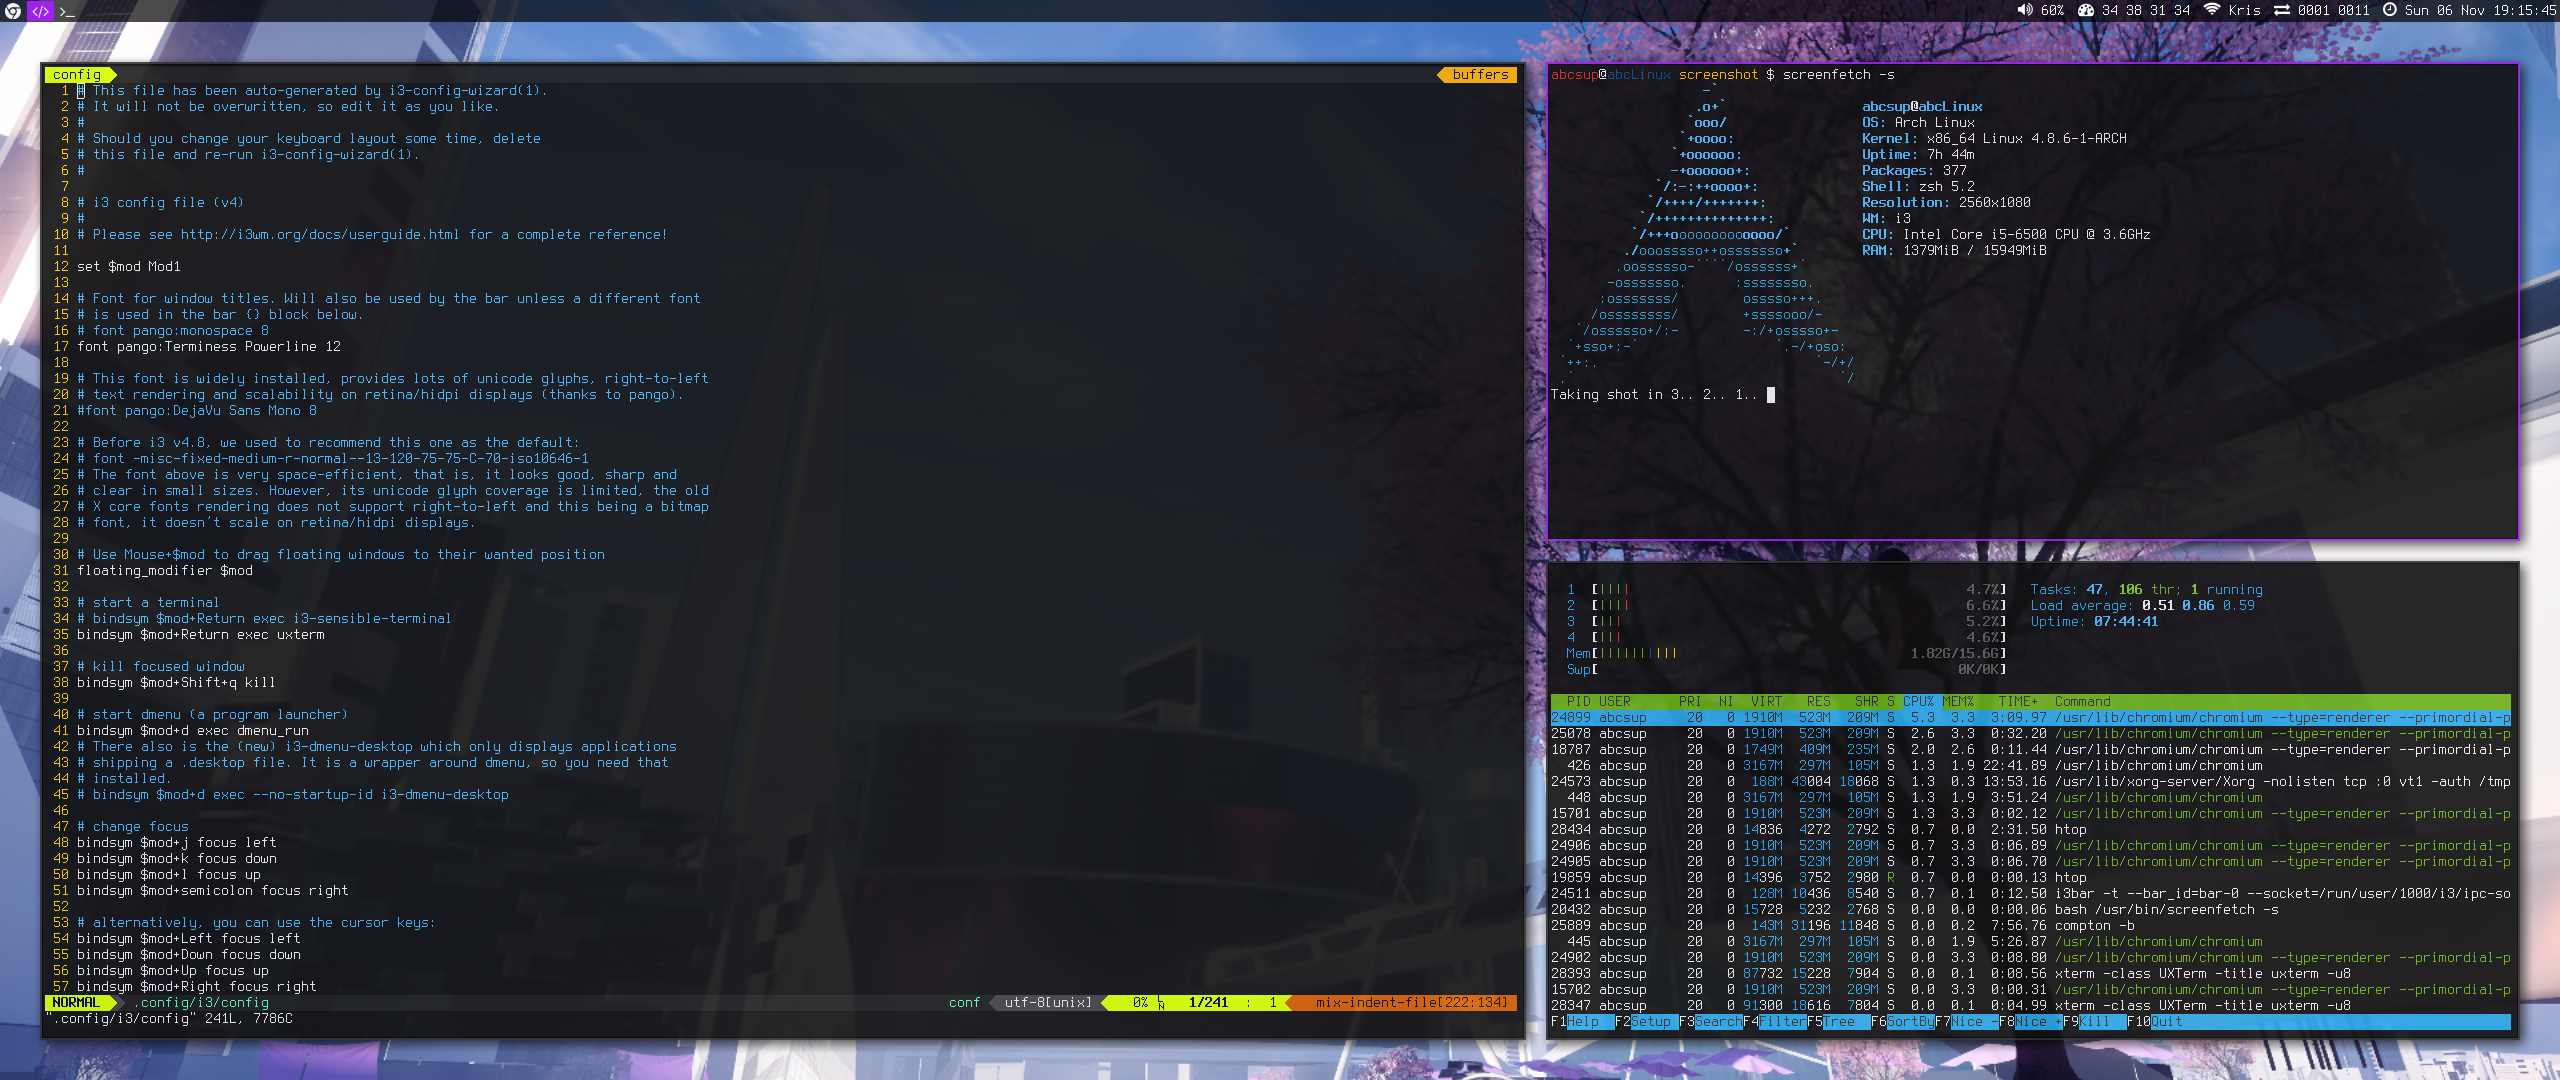 </> >_ 60% 34 38 31 34 Kris 0001 0011 Sun 06 Nov 19:15:45
config buffers
1 # This file has been auto-generated by i3-config-wizard(1).
2 # It will not be overwritten, so edit it as you like.
3 #
4 # Should you change your keyboard layout some time, delete
5 # this file and re-run i3-config-wizard(1).
6 #
7
8 # i3 config file (v4)
9 #
10 # Please see http://i3wm.org/docs/userguide.html for a complete reference!
11
12 set $mod Mod1
13
14 # Font for window titles. Will also be used by the bar unless a different font
15 # is used in the bar {} block below.
16 # font pango:monospace 8
17 font pango:Terminess Powerline 12
18
19 # This font is widely installed, provides lots of unicode glyphs, right-to-left
20 # text rendering and scalability on retina/hidpi displays (thanks to pango).
21 #font pango:DejaVu Sans Mono 8
22
23 # Before i3 v4.8, we used to recommend this one as the default:
24 # font -misc-fixed-medium-r-normal--13-120-75-75-C-70-iso10646-1
25 # The font above is very space-efficient, that is, it looks good, sharp and
26 # clear in small sizes. However, its unicode glyph coverage is limited, the old
27 # X core fonts rendering does not support right-to-left and this being a bitmap
28 # font, it doesn't scale on retina/hidpi displays.
29
30 # Use Mouse+$mod to drag floating windows to their wanted position
31 floating_modifier $mod
32
33 # start a terminal
34 # bindsym $mod+Return exec i3-sensible-terminal
35 bindsym $mod+Return exec uxterm
36
37 # kill focused window
38 bindsym $mod+Shift+q kill
39
40 # start dmenu (a program launcher)
41 bindsym $mod+d exec dmenu_run
42 # There also is the (new) i3-dmenu-desktop which only displays applications
43 # shipping a .desktop file. It is a wrapper around dmenu, so you need that
44 # installed.
45 # bindsym $mod+d exec --no-startup-id i3-dmenu-desktop
46
47 # change focus
48 bindsym $mod+j focus left
49 bindsym $mod+k focus down
50 bindsym $mod+l focus up
51 bindsym $mod+semicolon focus right
52
53 # alternatively, you can use the cursor keys:
54 bindsym $mod+Left focus left
55 bindsym $mod+Down focus down
56 bindsym $mod+Up focus up
57 bindsym $mod+Right focus right
NORMAL .config/i3/config conf utf-8[unix] 0% 1/241 : 1 mix-indent-file[222:134]
".config/i3/config" 241L, 7786C
abcsup@abcLinux screenshot $ screenfetch -s
-`
.o+` abcsup@abcLinux
`ooo/ OS: Arch Linux
`+oooo: Kernel: x86_64 Linux 4.8.6-1-ARCH
`+oooooo: Uptime: 7h 44m
-+oooooo+: Packages: 377
`/:-:++oooo+: Shell: zsh 5.2
`/++++/+++++++: Resolution: 2560x1080
`/++++++++++++++: WM: i3
`/+++ooooooooooooo/` CPU: Intel Core i5-6500 CPU @ 3.6GHz
./ooosssso++osssssso+` RAM: 1379MiB / 15949MiB
.oossssso-````/ossssss+`
-osssssso. :ssssssso.
:osssssss/ osssso+++.
/ossssssss/ +ssssooo/-
`/ossssso+/:- -:/+osssso+-
`+sso+:-` `.-/+oso:
`++:. `-/+/
.` `/
Taking shot in 3.. 2.. 1..
1 [|||| 4.7%] Tasks: 47, 106 thr; 1 running
2 [|||| 6.6%] Load average: 0.51 0.86 0.59
3 [||| 5.2%] Uptime: 07:44:41
4 [||| 4.6%]
Mem[|||||||||| 1.82G/15.6G]
Swp[ 0K/0K]
PID USER PRI NI VIRT RES SHR S CPU% MEM% TIME+ Command
24899 abcsup 20 0 1910M 523M 209M S 5.3 3.3 3:09.97 /usr/lib/chromium/chromium --type=renderer --primordial-p
25078 abcsup 20 0 1910M 523M 209M S 2.6 3.3 0:32.20 /usr/lib/chromium/chromium --type=renderer --primordial-p
18787 abcsup 20 0 1749M 409M 235M S 2.0 2.6 0:11.44 /usr/lib/chromium/chromium --type=renderer --primordial-p
426 abcsup 20 0 3167M 297M 105M S 1.3 1.9 22:41.89 /usr/lib/chromium/chromium
24573 abcsup 20 0 188M 43004 18068 S 1.3 0.3 13:53.16 /usr/lib/xorg-server/Xorg -nolisten tcp :0 vt1 -auth /tmp
448 abcsup 20 0 3167M 297M 105M S 1.3 1.9 3:51.24 /usr/lib/chromium/chromium
15701 abcsup 20 0 1910M 523M 209M S 1.3 3.3 0:02.12 /usr/lib/chromium/chromium --type=renderer --primordial-p
28434 abcsup 20 0 14836 4272 2792 S 0.7 0.0 2:31.50 htop
24906 abcsup 20 0 1910M 523M 209M S 0.7 3.3 0:06.89 /usr/lib/chromium/chromium --type=renderer --primordial-p
24905 abcsup 20 0 1910M 523M 209M S 0.7 3.3 0:06.70 /usr/lib/chromium/chromium --type=renderer --primordial-p
19859 abcsup 20 0 14396 3752 2980 R 0.7 0.0 0:00.13 htop
24511 abcsup 20 0 128M 10436 8540 S 0.7 0.1 0:12.50 i3bar -t --bar_id=bar-0 --socket=/run/user/1000/i3/ipc-so
20432 abcsup 20 0 15728 5232 2768 S 0.0 0.0 0:00.06 bash /usr/bin/screenfetch -s
25889 abcsup 20 0 143M 31196 11848 S 0.0 0.2 7:56.76 compton -b
445 abcsup 20 0 3167M 297M 105M S 0.0 1.9 5:26.87 /usr/lib/chromium/chromium
24902 abcsup 20 0 1910M 523M 209M S 0.0 3.3 0:08.80 /usr/lib/chromium/chromium --type=renderer --primordial-p
28393 abcsup 20 0 87732 15228 7904 S 0.0 0.1 0:08.56 xterm -class UXTerm -title uxterm -u8
15702 abcsup 20 0 1910M 523M 209M S 0.0 3.3 0:00.31 /usr/lib/chromium/chromium --type=renderer --primordial-p
28347 abcsup 20 0 91300 18616 7804 S 0.0 0.1 0:04.99 xterm -class UXTerm -title uxterm -u8
F1Help F2Setup F3SearchF4FilterF5Tree F6SortByF7Nice -F8Nice +F9Kill F10Quit